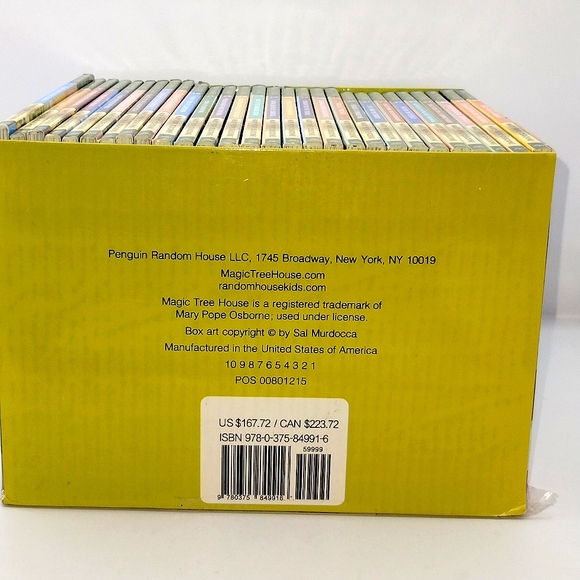 Penguin Random House LLC, 1745 Broadway, New York, NY 10019
MagicTreeHouse.com
randomhousekids.com
Magic Tree House is a registered trademark of
Mary Pope Osborne; used under license.
Box art copyright © by Sal Murdocca
Manufactured in the United States of America
10 9 8 7 6 5 4 3 2 1
POS 00801215
US $167.72 / CAN $223.72
ISBN 978-0-375-84991-6
59999
9 780375 849916